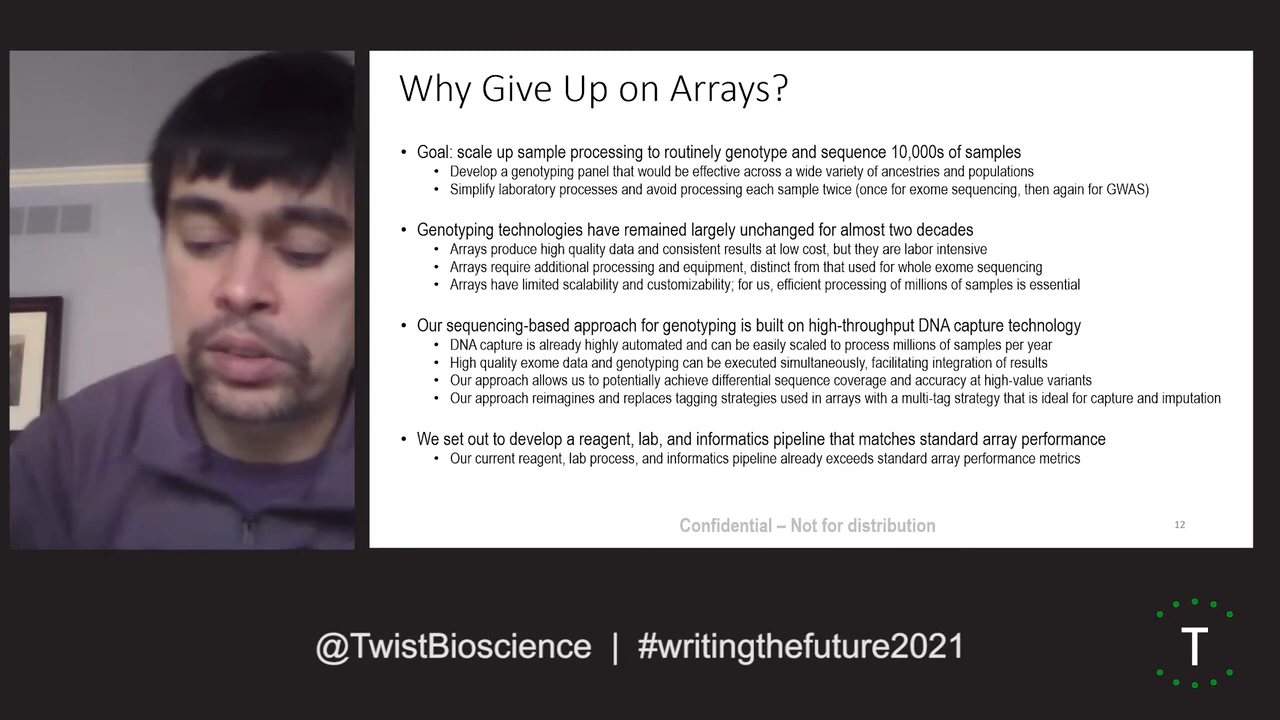 Why Give Up on Arrays?
• Goal: scale up sample processing to routinely genotype and sequence 10,000s of samples
• Develop a genotyping panel that would be effective across a wide variety of ancestries and populations
• Simplify laboratory processes and avoid processing each sample twice (once for exome sequencing, then again for GWAS)
• Genotyping technologies have remained largely unchanged for almost two decades
• Arrays produce high quality data and consistent results at low cost, but they are labor intensive
• Arrays require additional processing and equipment, distinct from that used for whole exome sequencing
• Arrays have limited scalability and customizability; for us, efficient processing of millions of samples is essential
• Our sequencing-based approach for genotyping is built on high-throughput DNA capture technology
• DNA capture is already highly automated and can be easily scaled to process millions of samples per year
• High quality exome data and genotyping can be executed simultaneously, facilitating integration of results
• Our approach allows us to potentially achieve differential sequence coverage and accuracy at high-value variants
• Our approach reimagines and replaces tagging strategies used in arrays with a multi-tag strategy that is ideal for capture and imputation
• We set out to develop a reagent, lab, and informatics pipeline that matches standard array performance
• Our current reagent, lab process, and informatics pipeline already exceeds standard array performance metrics
Confidential – Not for distribution
12
@TwistBioscience | #writingthefuture2021
T